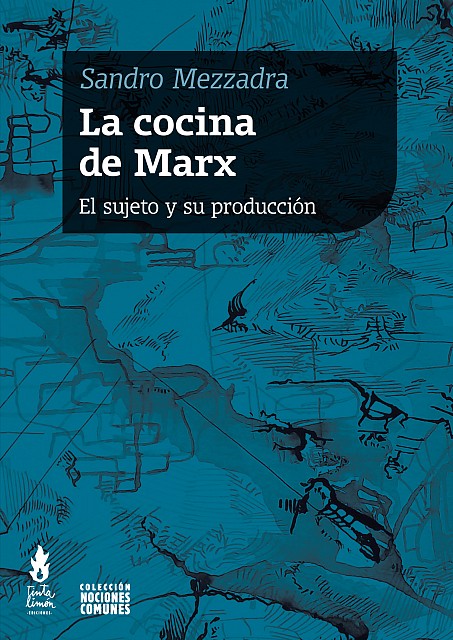 Sandro Mezzadra
La cocina
de Marx
El sujeto y su producción
tinta
limón
EDICIONES
COLECCIÓN
NOCIONES
COMUNES